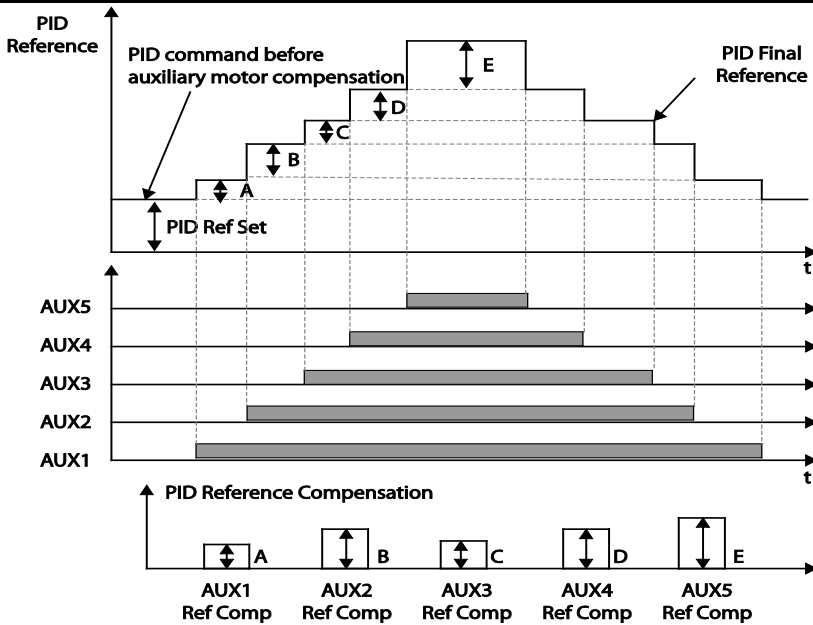 PID
Reference
PID command before
auxiliary motor compensation
PID Final
Reference
E
D
C
B
A
PID Ref Set
t
AUX5
AUX4
AUX3
AUX2
AUX1
t
PID Reference Compensation
A
B
C
D
E
AUX1
Ref Comp
AUX2
Ref Comp
AUX3
Ref Comp
AUX4
Ref Comp
AUX5
Ref Comp